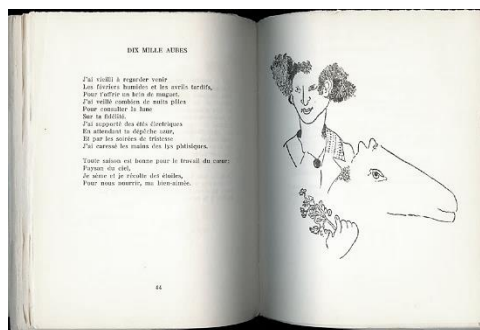 DIX MILLE AUBES
J'ai vieilli à regarder venir
Les février humides et les avrils tardifs,
Pour t'offrir un brin de muguet.
J'ai veillé combien de nuits pâles
Pour consulter la lune
Sur ta fidélité.
J'ai supporté des étés électriques
En attendant ta dépêche
Et par les soirées de tristesse
J'ai caressé les mains des lys phtisiques.
Toute saison est bonne pour le travail du cœur;
Paysan du ciel,
Je sème et je récolte des étoiles,
Pour nous nourrir, ma bien-aimée.
44